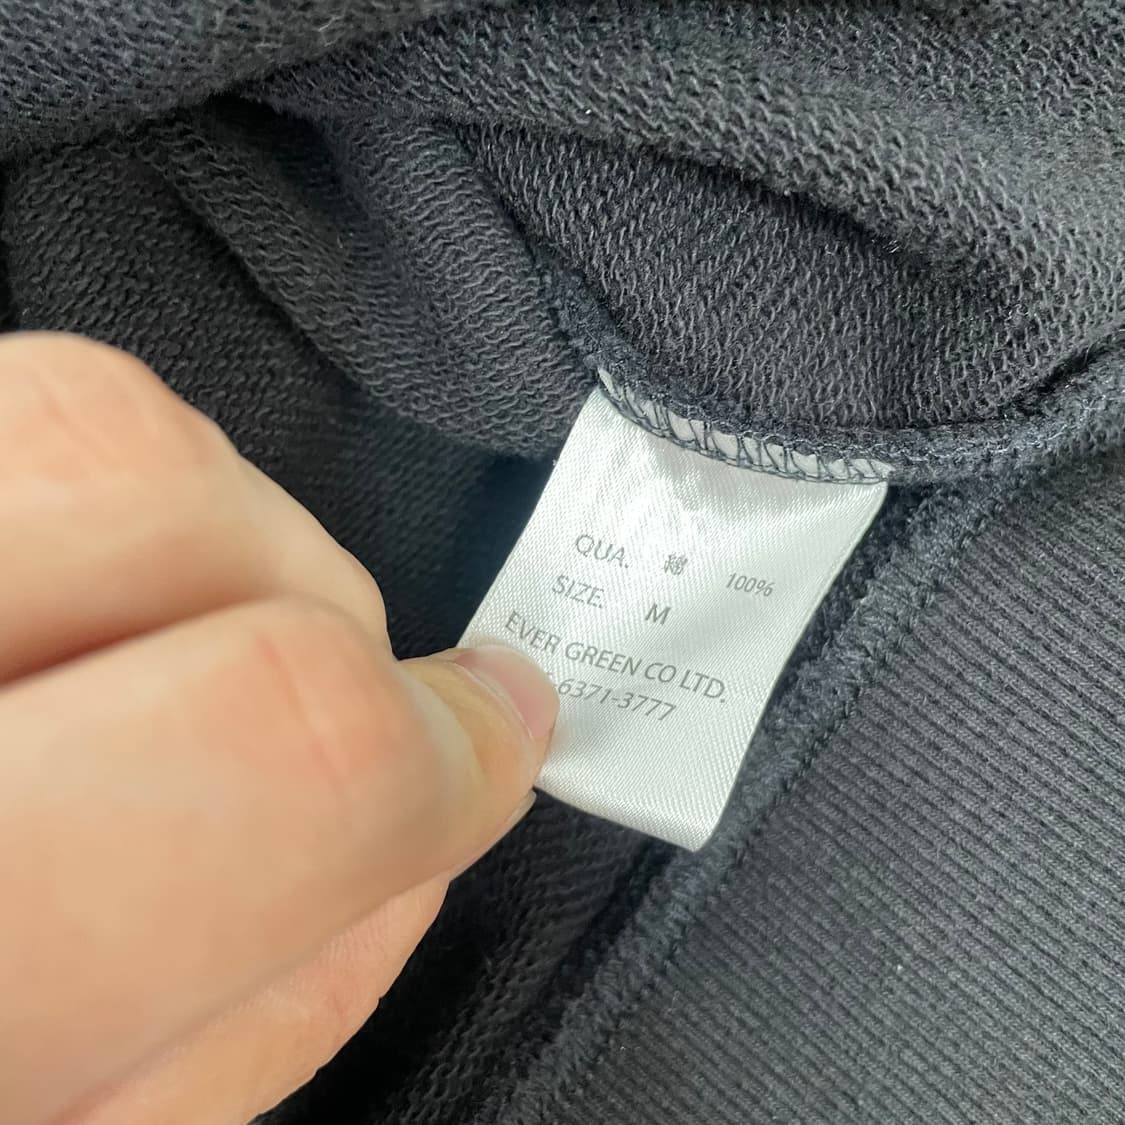 QUA. 綿 100%
SIZE. M
EVER GREEN CO LTD.
6371-3777